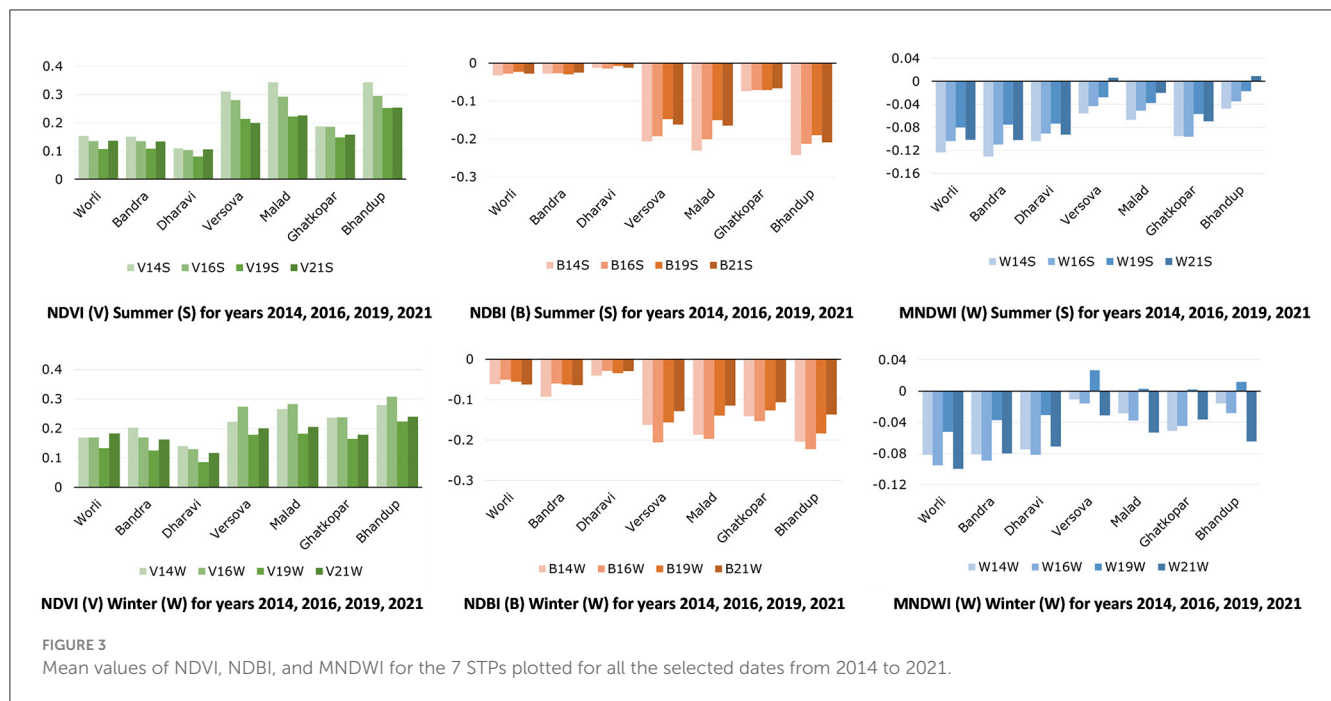 0.4
0.3
0.2
0.1
0
Worli
Bandra
Dharavi
Versova
Malad
Ghatkopar
Bhandup
V14S V16S V19S V21S
NDVI (V) Summer (S) for years 2014, 2016, 2019, 2021
0
-0.1
-0.2
-0.3
Worli
Bandra
Dharavi
Versova
Malad
Ghatkopar
Bhandup
B14S B16S B19S B21S
NDBI (B) Summer (S) for years 2014, 2016, 2019, 2021
0.04
0
-0.04
-0.08
-0.12
-0.16
Worli
Bandra
Dharavi
Versova
Malad
Ghatkopar
Bhandup
W14S W16S W19S W21S
MNDWI (W) Summer (S) for years 2014, 2016, 2019, 2021
0.4
0.3
0.2
0.1
0
Worli
Bandra
Dharavi
Versova
Malad
Ghatkopar
Bhandup
V14W V16W V19W V21W
NDVI (V) Winter (W) for years 2014, 2016, 2019, 2021
0
-0.1
-0.2
-0.3
Worli
Bandra
Dharavi
Versova
Malad
Ghatkopar
Bhandup
B14W B16W B19W B21W
NDBI (B) Winter (W) for years 2014, 2016, 2019, 2021
0.04
0
-0.04
-0.08
-0.12
Worli
Bandra
Dharavi
Versova
Malad
Ghatkopar
Bhandup
W14W W16W W19W W21W
MNDWI (W) Winter (W) for years 2014, 2016, 2019, 2021
FIGURE 3
Mean values of NDVI, NDBI, and MNDWI for the 7 STPs plotted for all the selected dates from 2014 to 2021.